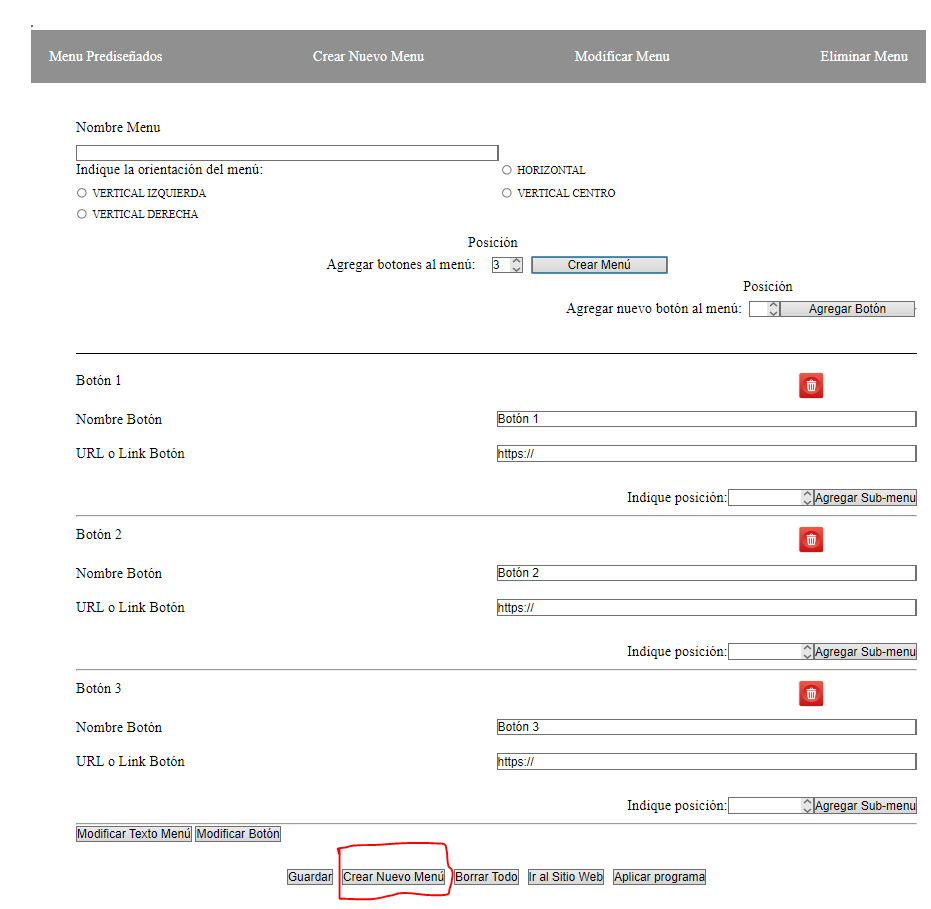 Menu Prediseñados Crear Nuevo Menu Modificar Menu Eliminar Menu
Nombre Menu
Indique la orientación del menú: HORIZONTAL
VERTICAL IZQUIERDA VERTICAL CENTRO
VERTICAL DERECHA
Posición
Agregar botones al menú: 3 Crear Menú
Posición
Agregar nuevo botón al menú: Agregar Botón
Botón 1
Nombre Botón Botón 1
URL o Link Botón https://
Indique posición: Agregar Sub-menu
Botón 2
Nombre Botón Botón 2
URL o Link Botón https://
Indique posición: Agregar Sub-menu
Botón 3
Nombre Botón Botón 3
URL o Link Botón https://
Indique posición: Agregar Sub-menu
Modificar Texto Menú Modificar Botón
Guardar Crear Nuevo Menú Borrar Todo Ir al Sitio Web Aplicar programa